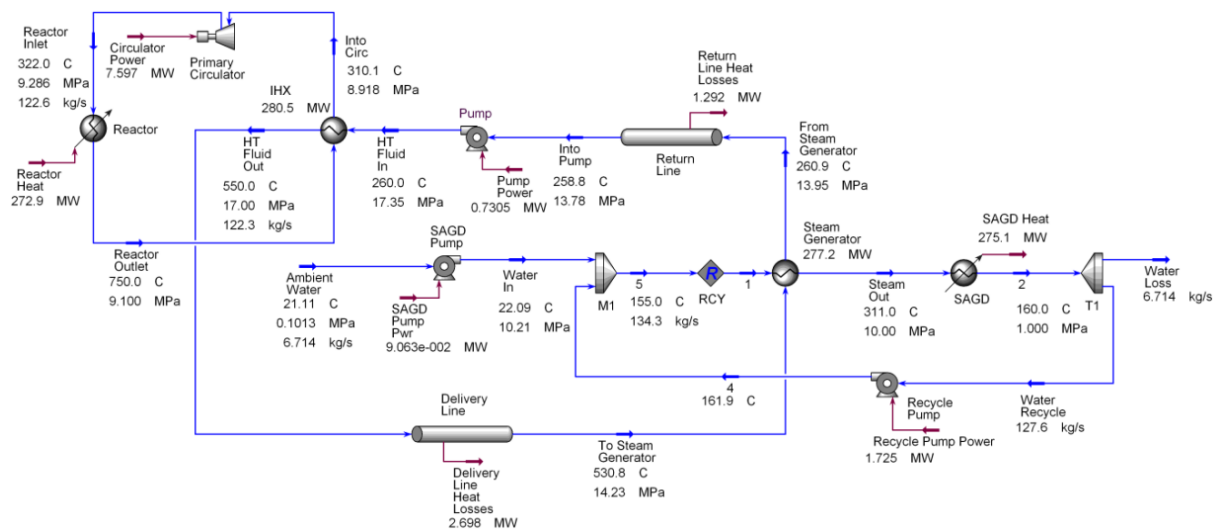 Reactor
Inlet
322.0 C
9.286 MPa
122.6 kg/s
Circulator
Power
7.597 MW
Primary
Circulator
Into
Circ
310.1 C
8.918 MPa
IHX
280.5 MW
Reactor
Reactor
Heat
272.9 MW
HT
Fluid
Out
550.0 C
17.00 MPa
122.3 kg/s
HT
Fluid
In
260.0 C
17.35 MPa
Pump
Pump
Power
0.7305 MW
Into
Pump
258.8 C
13.78 MPa
Return
Line Heat
Losses
1.292 MW
Return
Line
From
Steam
Generator
260.9 C
13.95 MPa
Reactor
Outlet
750.0 C
9.100 MPa
Ambient
Water
21.11 C
0.1013 MPa
6.714 kg/s
SAGD
Pump
SAGD
Pump
Pwr
9.063e-002 MW
Water
In
22.09 C
10.21 MPa
M1
5
155.0 C
134.3 kg/s
R
RCY
1
Steam
Generator
277.2 MW
Steam
Out
311.0 C
10.00 MPa
SAGD Heat
275.1 MW
SAGD
2
160.0 C
1.000 MPa
T1
Water
Loss
6.714 kg/s
4
161.9 C
Recycle
Pump
Recycle Pump Power
1.725 MW
Water
Recycle
127.6 kg/s
Delivery
Line
Delivery
Line
Heat
Losses
2.698 MW
To Steam
Generator
530.8 C
14.23 MPa